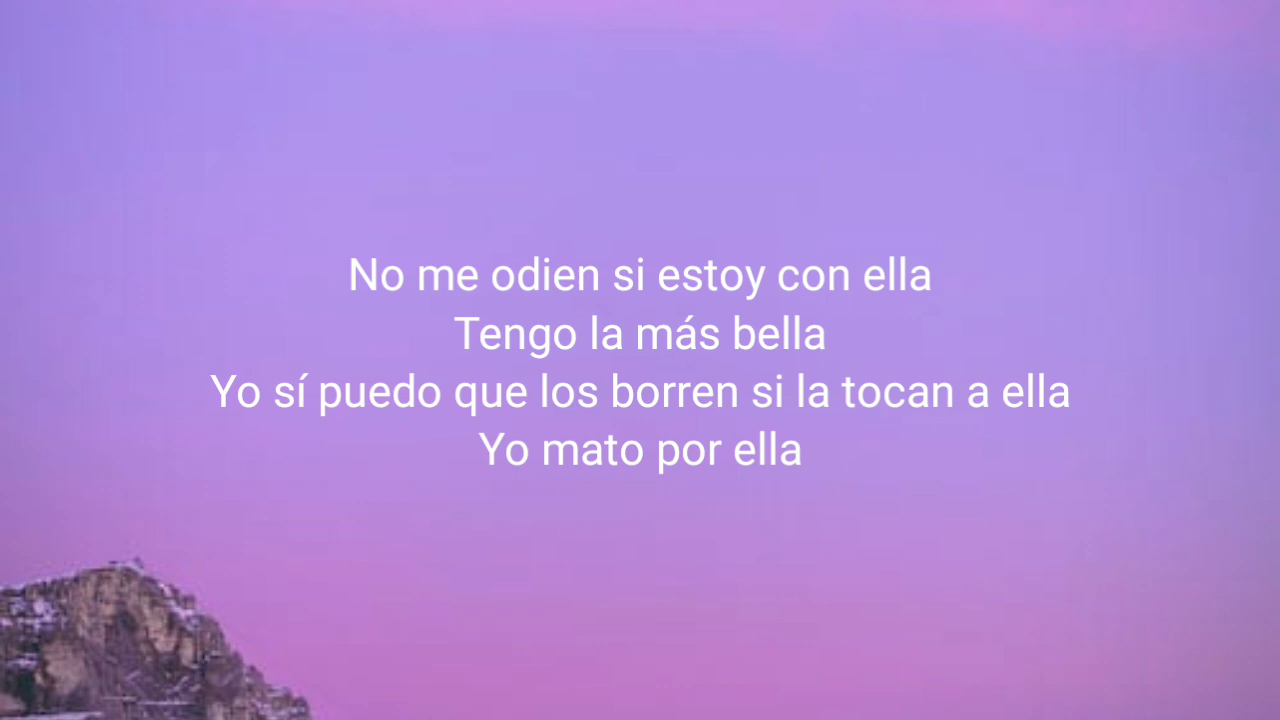 No me odien si estoy con ella
Tengo la más bella
Yo sí puedo que los borren si la tocan a ella
Yo mato por ella